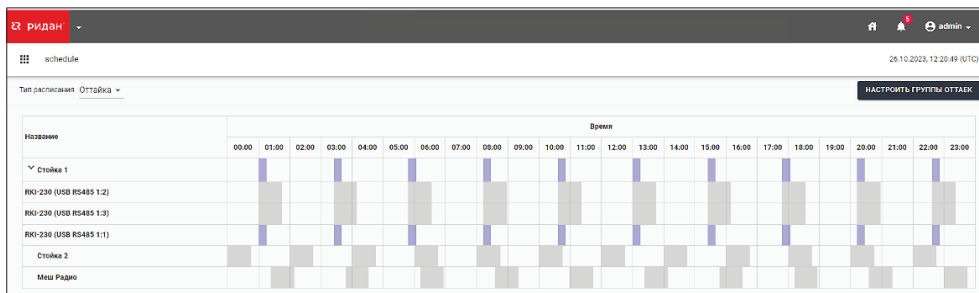 ридан
5
admin
schedule
26.10.2023, 12:20:49 (UTC)
Тип расписания Оттайка
НАСТРОИТЬ ГРУППЫ ОТТАЕК
Название
Время
00:00 01:00 02:00 03:00 04:00 05:00 06:00 07:00 08:00 09:00 10:00 11:00 12:00 13:00 14:00 15:00 16:00 17:00 18:00 19:00 20:00 21:00 22:00 23:00
Стойка 1
RKI-230 (USB RS485 1:2)
RKI-230 (USB RS485 1:3)
RKI-230 (USB RS485 1:1)
Стойка 2
Меш Радио